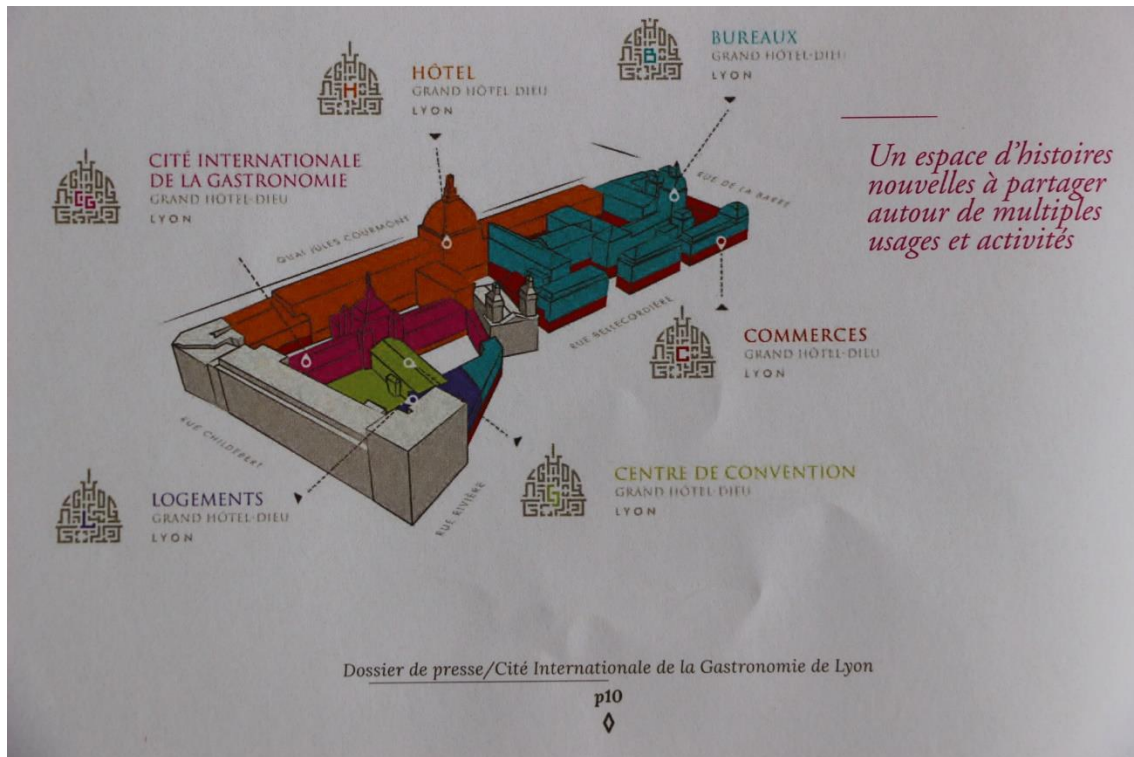 BUREAUX
GRAND HÔTEL-DIEU
LYON
HÔTEL
GRAND HÔTEL DIEU
LYON
CITÉ INTERNATIONALE
DE LA GASTRONOMIE
GRAND HÔTEL-DIEU
LYON
Un espace d'histoires
nouvelles à partager
autour de multiples
usages et activités
RUE DE LA BARRE
QUAI JULES COURMONT
RUE BELLECORDIÈRE
COMMERCES
GRAND HÔTEL-DIEU
LYON
RUE CHILDEBERT
RUE RIVIÈRE
LOGEMENTS
GRAND HÔTEL-DIEU
LYON
CENTRE DE CONVENTION
GRAND HÔTEL-DIEU
LYON
Dossier de presse/Cité Internationale de la Gastronomie de Lyon
p10